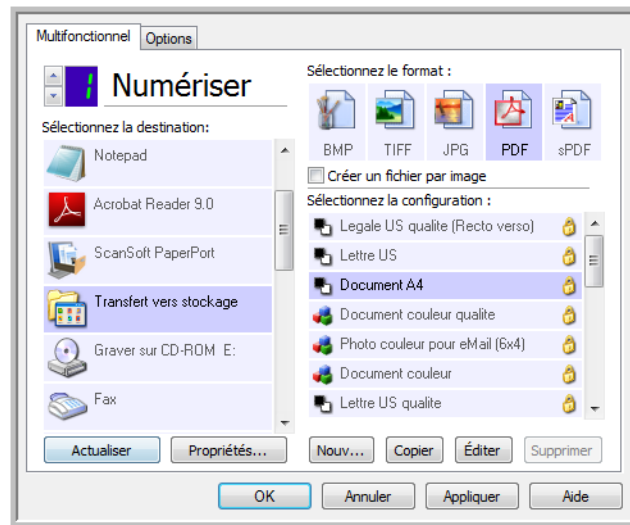 Multifonctionnel
Options
1
Numériser
Sélectionnez la destination:
Notepad
Acrobat Reader 9.0
ScanSoft PaperPort
Transfert vers stockage
Graver sur CD-ROM E:
Fax
Actualiser
Propriétés...
Sélectionnez le format :
BMP
TIFF
JPG
PDF
sPDF
Créer un fichier par image
Sélectionnez la configuration :
Legale US qualite (Recto verso)
Lettre US
Document A4
Document couleur qualite
Photo couleur pour eMail (6x4)
Document couleur
Lettre US qualite
Nouv...
Copier
Éditer
Supprimer
OK
Annuler
Appliquer
Aide